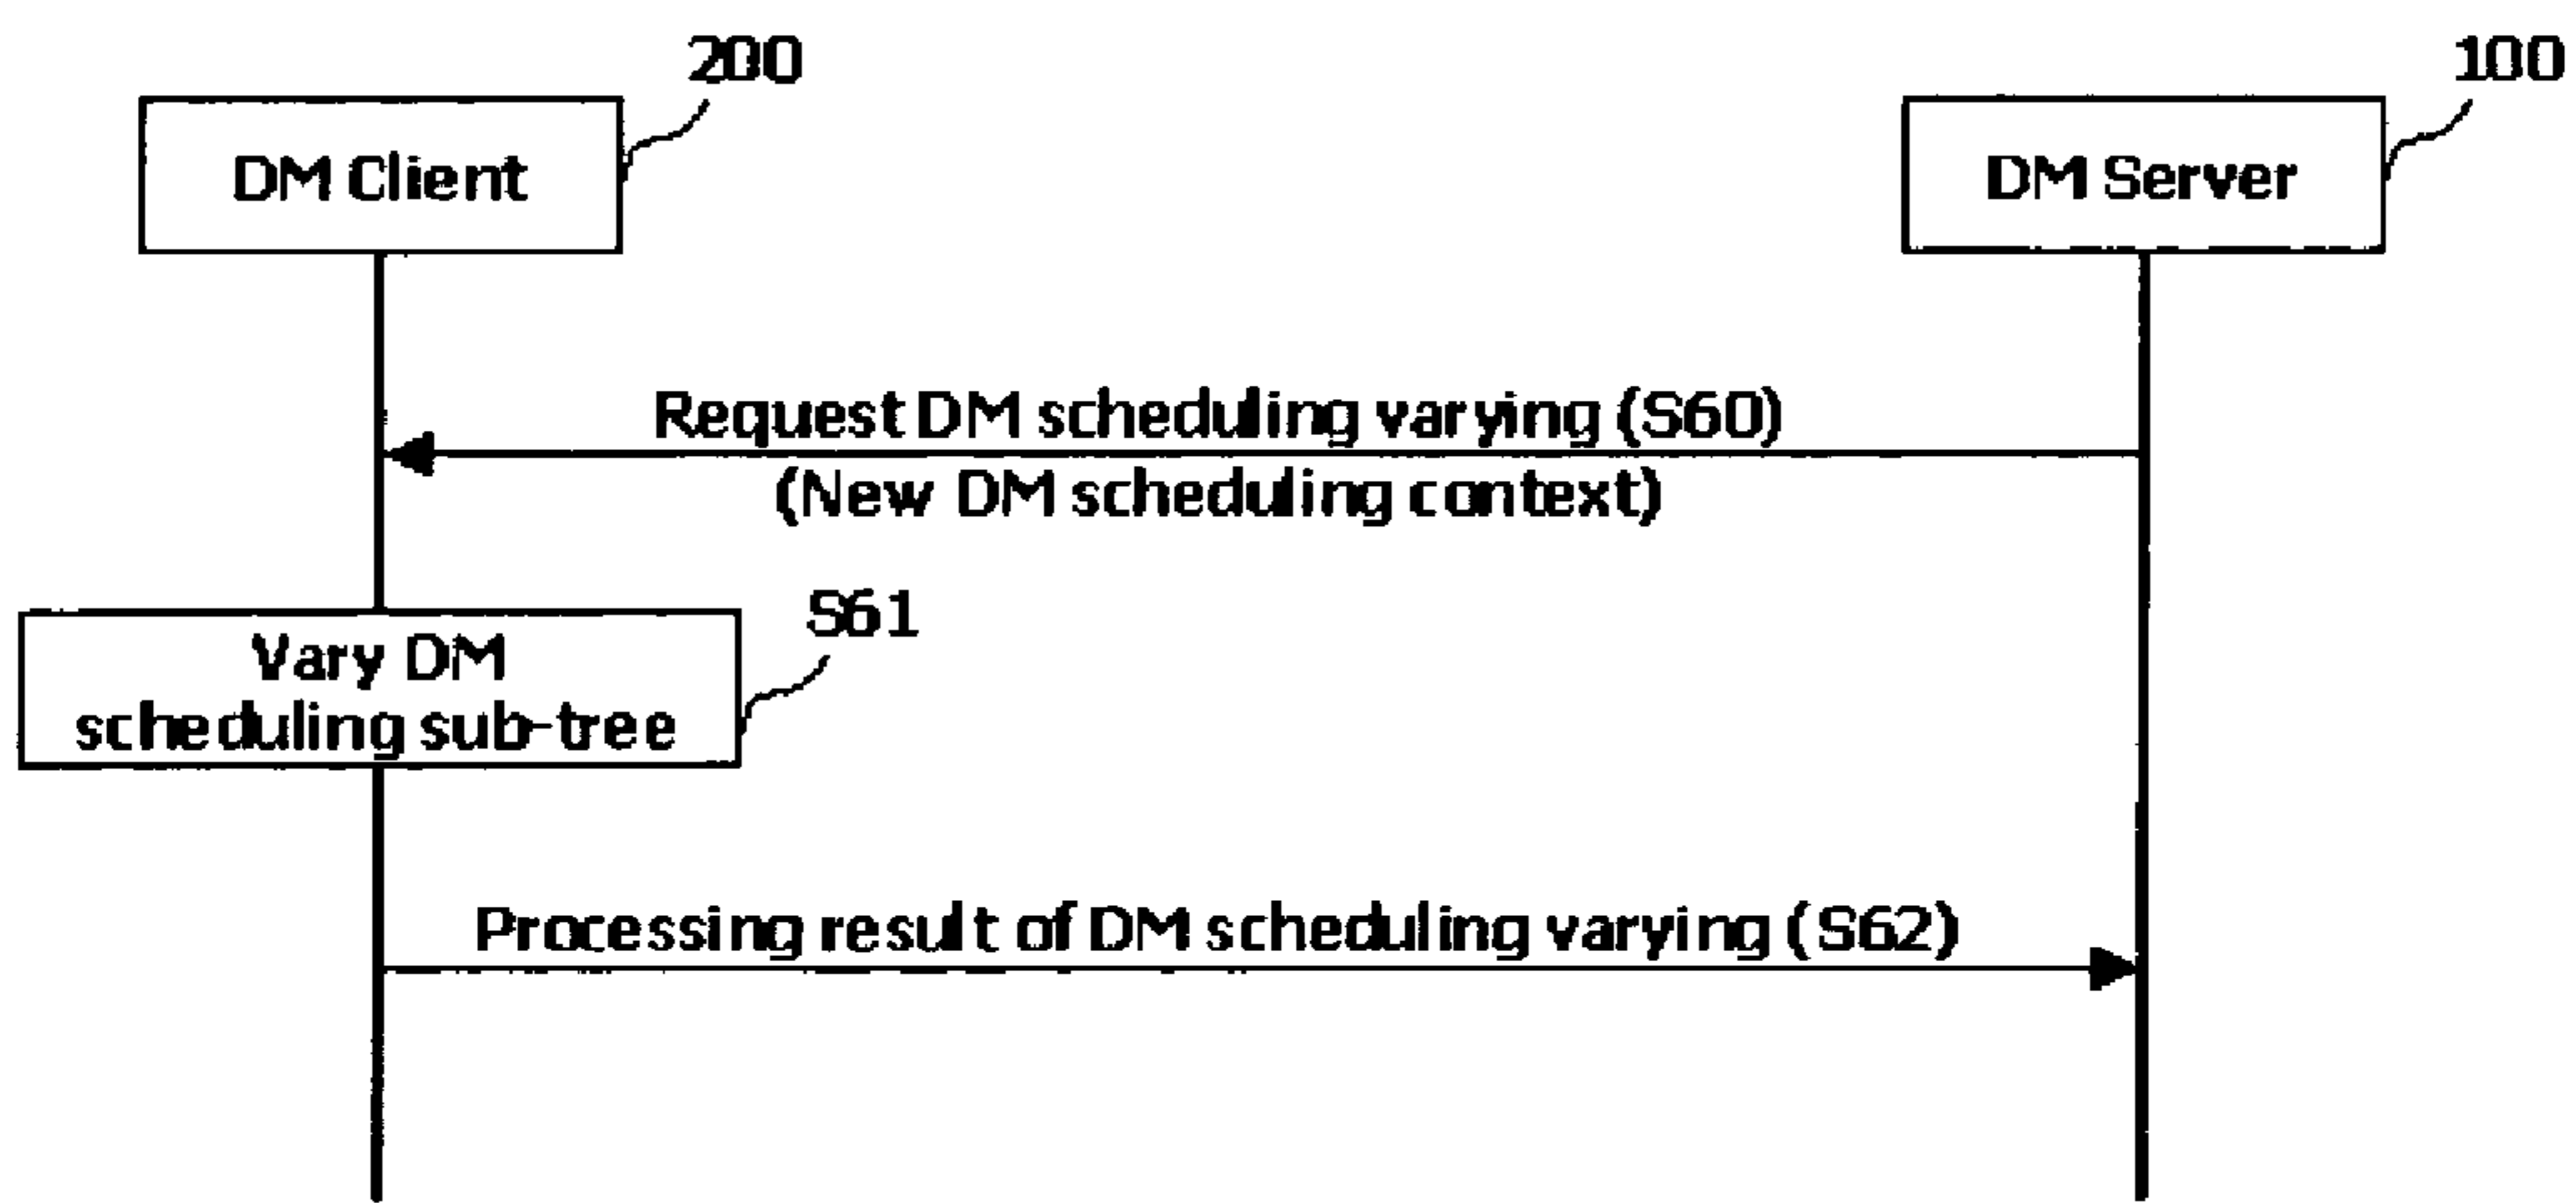 200
100
DM Client
DM Server
Request DM scheduling varying (S60)
(New DM scheduling context)
S61
Vary DM
scheduling sub-tree
Processing result of DM scheduling varying (S62)